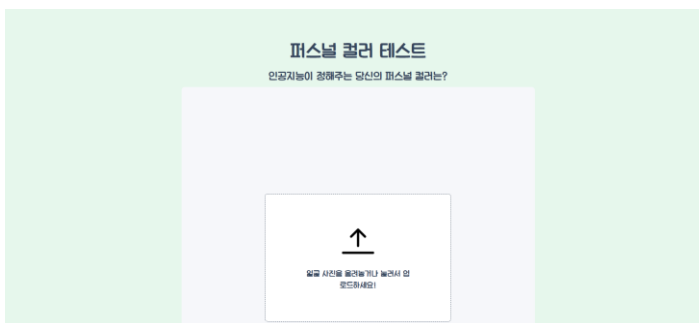 퍼스널 컬러 테스트
인공지능이 정해주는 당신의 퍼스널 컬러는?
얼굴 사진을 올려놓거나 눌러서 업
로드하세요!